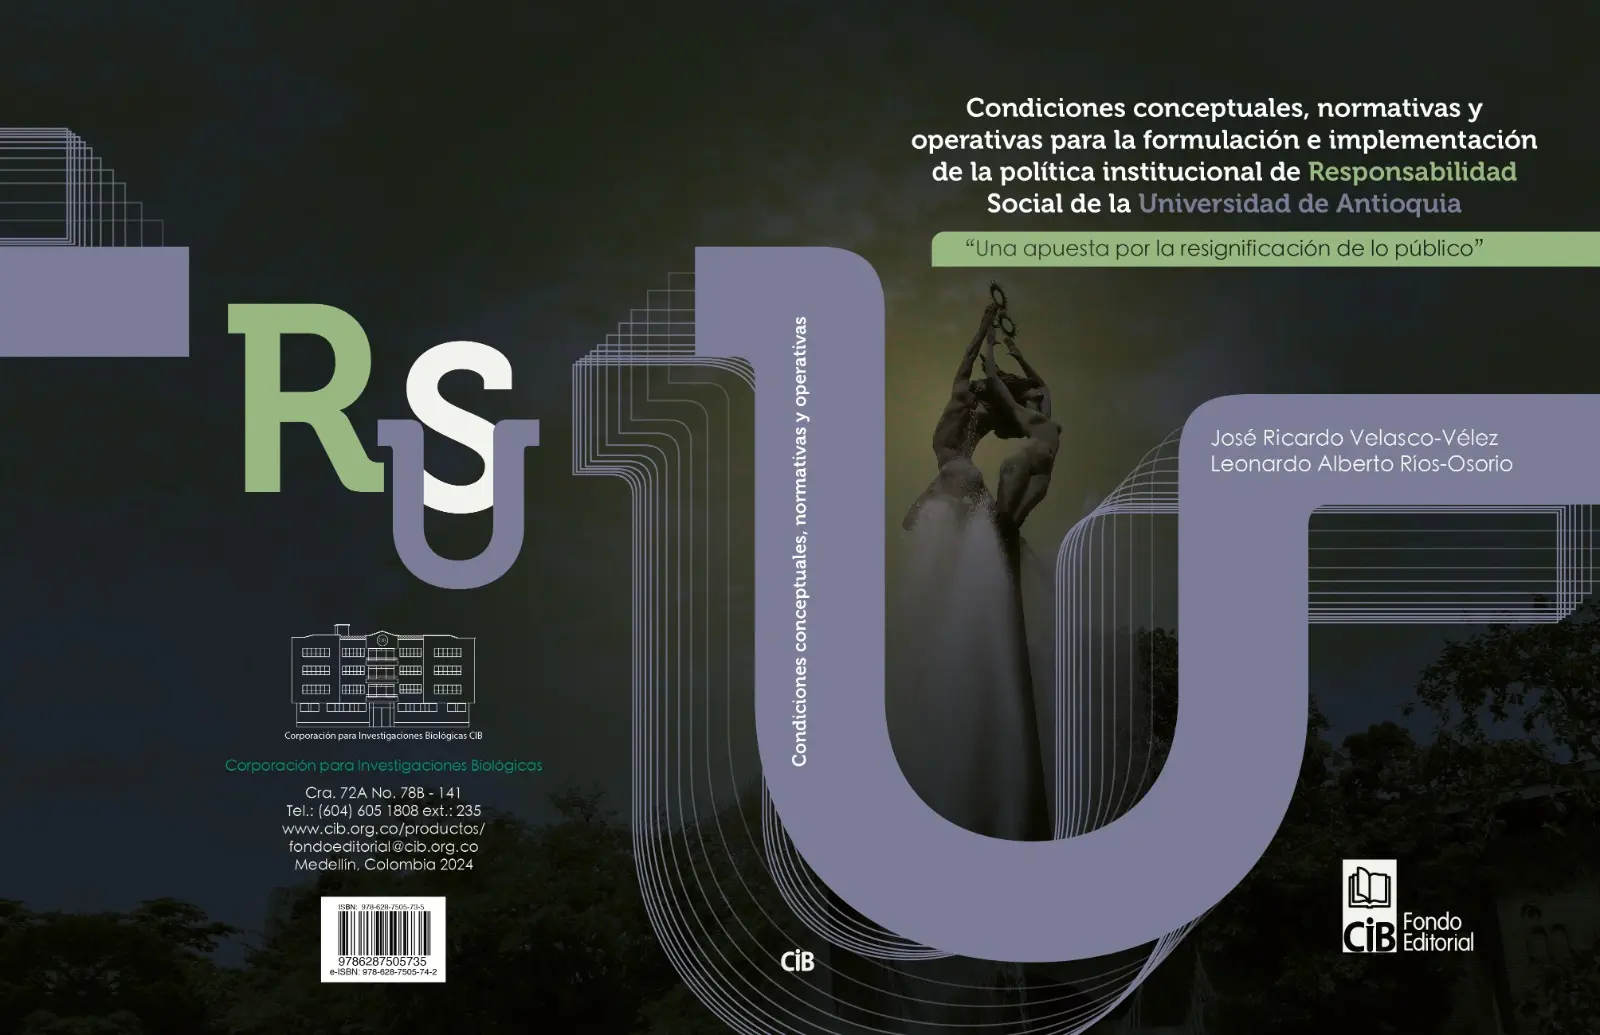 RSU
Corporación para Investigaciones Biológicas CIB
Corporación para Investigaciones Biológicas
Cra. 72A No. 78B - 141
Tel.: (604) 605 1808 ext.: 235
www.cib.org.co/productos/
fondoeditorial@cib.org.co
Medellín, Colombia 2024
ISBN: 978-628-7505-73-5
9786287505735
e-ISBN: 978-628-7505-74-2
Condiciones conceptuales, normativas y operativas
CiB
Condiciones conceptuales, normativas y
operativas para la formulación e implementación
de la política institucional de Responsabilidad
Social de la Universidad de Antioquia
“Una apuesta por la resignificación de lo público”
José Ricardo Velasco-Vélez
Leonardo Alberto Ríos-Osorio
CiB Fondo
Editorial